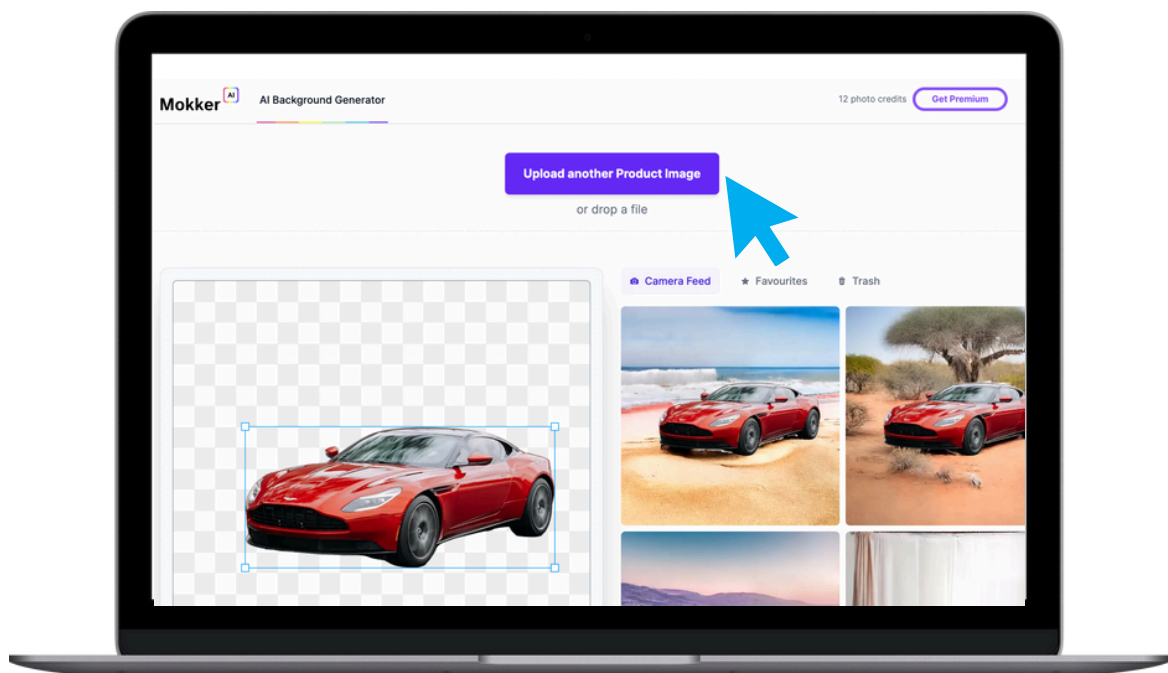 Mokker AI
AI Background Generator
12 photo credits
Get Premium
Upload another Product Image
or drop a file
Camera Feed
Favourites
Trash